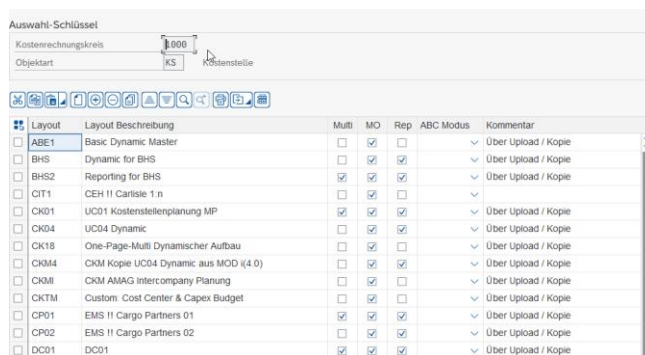 Auswahl-Schlüssel
Kostenrechnungskreis 1000
Objektart KS Kostenstelle
Layout Layout Beschreibung Multi MO Rep ABC Modus Kommentar
ABE1 Basic Dynamic Master Über Upload / Kopie
BHS Dynamic for BHS Über Upload / Kopie
BHS2 Reporting for BHS Über Upload / Kopie
CIT1 CEH !! Carlisle 1:n
CK01 UC01 Kostenstellenplanung MP Über Upload / Kopie
CK04 UC04 Dynamic Über Upload / Kopie
CK18 One-Page-Multi Dynamischer Aufbau Über Upload / Kopie
CKM4 CKM Kopie UC04 Dynamic aus MOD i(4.0) Über Upload / Kopie
CKMI CKM AMAG Intercompany Planung Über Upload / Kopie
CKTM Custom: Cost Center & Capex Budget Über Upload / Kopie
CP01 EMS !! Cargo Partners 01 Über Upload / Kopie
CP02 EMS !! Cargo Partners 02 Über Upload / Kopie
DC01 DC01 Über Upload / Kopie